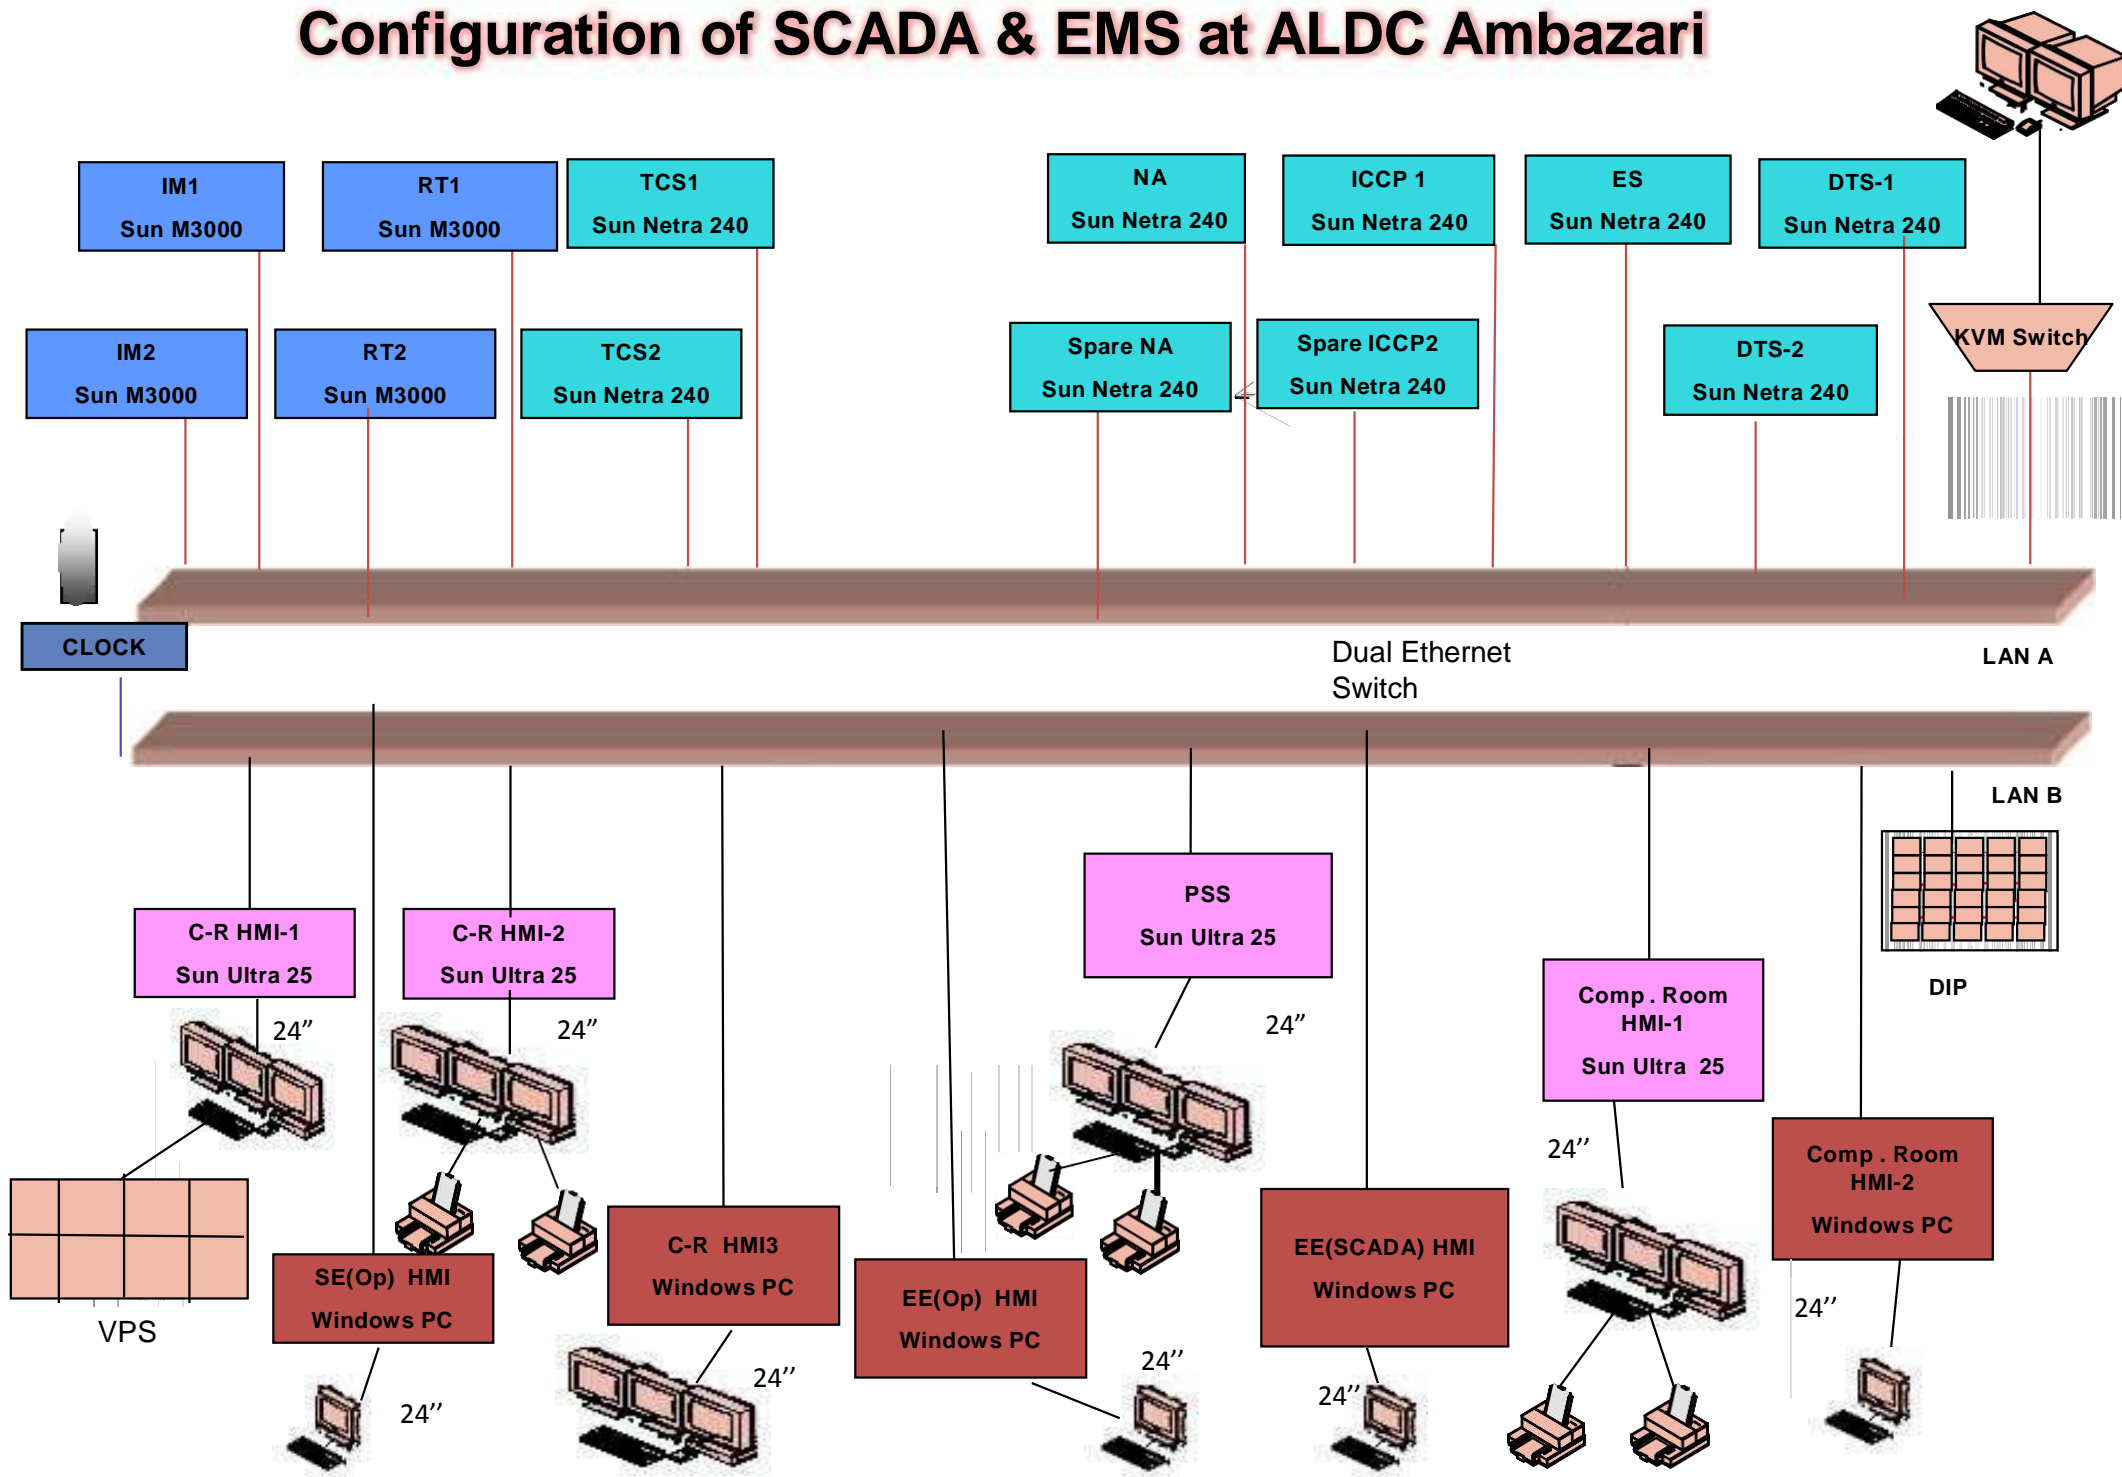 Configuration of SCADA & EMS at ALDC Ambazari
IM1
Sun M3000
RT1
Sun M3000
TCS1
Sun Netra 240
NA
Sun Netra 240
ICCP 1
Sun Netra 240
ES
Sun Netra 240
DTS-1
Sun Netra 240
IM2
Sun M3000
RT2
Sun M3000
TCS2
Sun Netra 240
Spare NA
Sun Netra 240
Spare ICCP2
Sun Netra 240
DTS-2
Sun Netra 240
KVM Switch
CLOCK
Dual Ethernet
Switch
LAN A
LAN B
C-R HMI-1
Sun Ultra 25
C-R HMI-2
Sun Ultra 25
PSS
Sun Ultra 25
Comp . Room
HMI-1
Sun Ultra 25
DIP
24”
24”
24”
24’’
Comp . Room
HMI-2
Windows PC
VPS
SE(Op) HMI
Windows PC
C-R HMI3
Windows PC
EE(Op) HMI
Windows PC
EE(SCADA) HMI
Windows PC
24’’
24’’
24’’
24’’
24’’